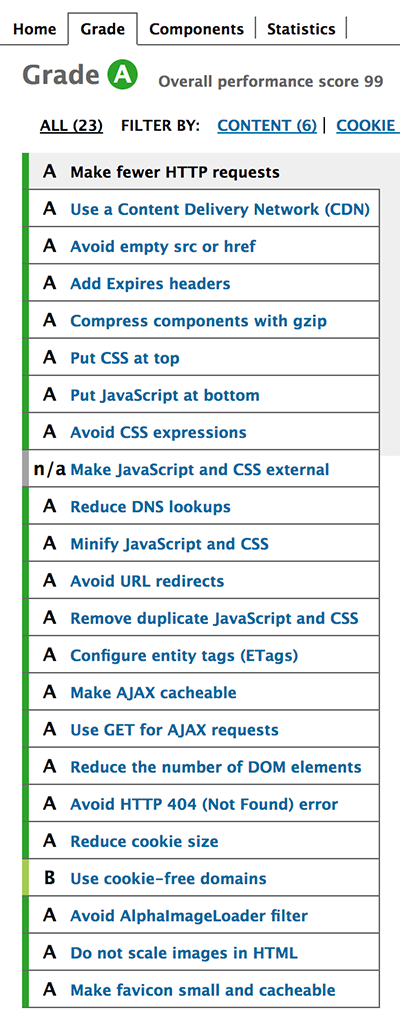 Home Grade Components Statistics
Grade A Overall performance score 99
ALL (23) FILTER BY: CONTENT (6) | COOKIE
A Make fewer HTTP requests
A Use a Content Delivery Network (CDN)
A Avoid empty src or href
A Add Expires headers
A Compress components with gzip
A Put CSS at top
A Put JavaScript at bottom
A Avoid CSS expressions
n/a Make JavaScript and CSS external
A Reduce DNS lookups
A Minify JavaScript and CSS
A Avoid URL redirects
A Remove duplicate JavaScript and CSS
A Configure entity tags (ETags)
A Make AJAX cacheable
A Use GET for AJAX requests
A Reduce the number of DOM elements
A Avoid HTTP 404 (Not Found) error
A Reduce cookie size
B Use cookie-free domains
A Avoid AlphaImageLoader filter
A Do not scale images in HTML
A Make favicon small and cacheable